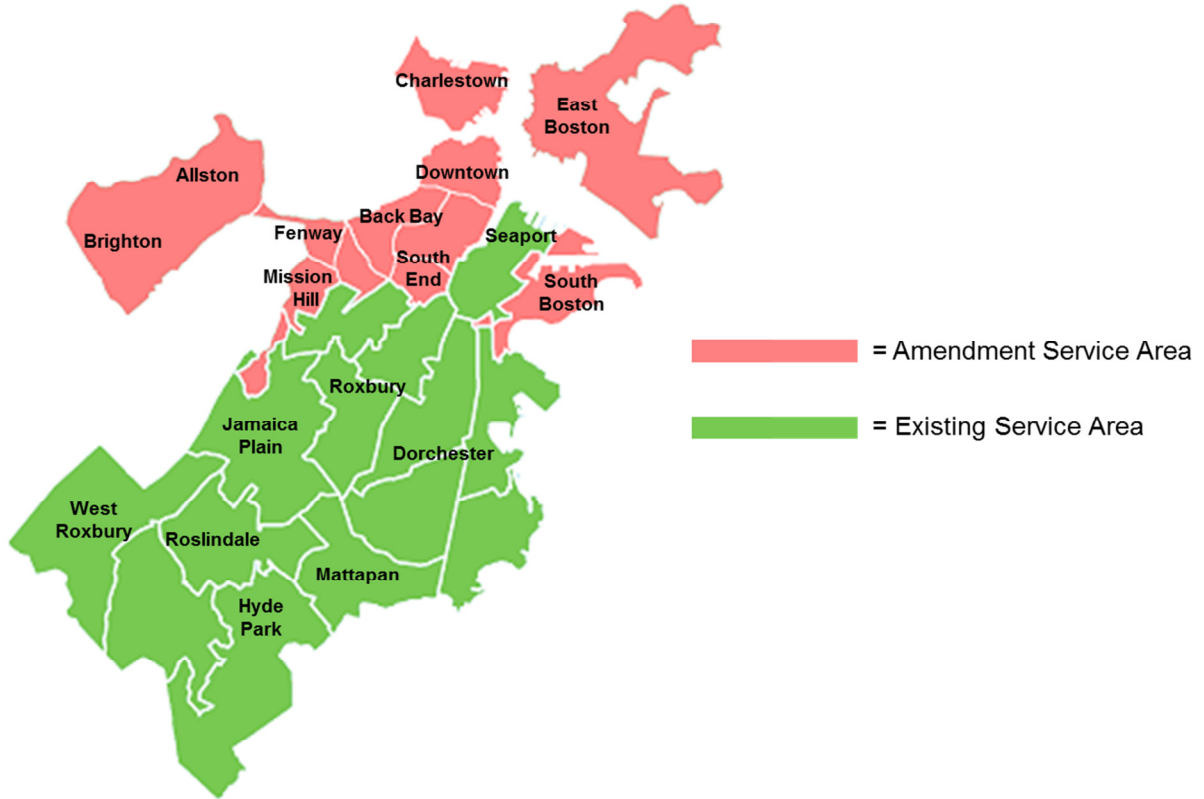 Charlestown
East
Boston
Allston
Downtown
Brighton
Back Bay
Fenway
Seaport
South
End
Mission
Hill
South
Boston
= Amendment Service Area
Roxbury
= Existing Service Area
Jamaica
Plain
Dorchester
West
Roxbury
Roslindale
Mattapan
Hyde
Park